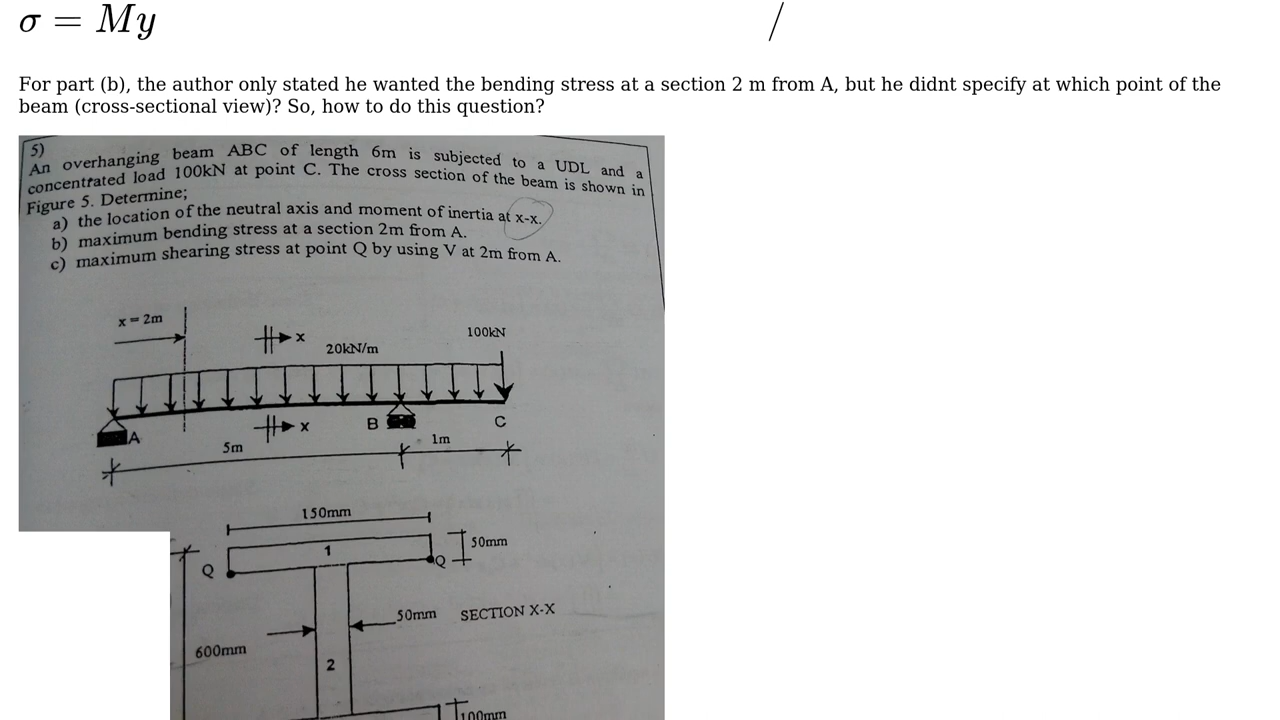 σ = My /
For part (b), the author only stated he wanted the bending stress at a section 2 m from A, but he didnt specify at which point of the
beam (cross-sectional view)? So, how to do this question?
5)
An overhanging beam ABC of length 6m is subjected to a UDL and a
concentrated load 100kN at point C. The cross section of the beam is shown in
Figure 5. Determine;
a) the location of the neutral axis and moment of inertia at x-x.
b) maximum bending stress at a section 2m from A.
c) maximum shearing stress at point Q by using V at 2m from A.
x = 2m
x
20kN/m
100kN
A
x
B
C
5m
1m
150mm
1
50mm
Q
Q
50mm
SECTION X-X
600mm
2
100mm